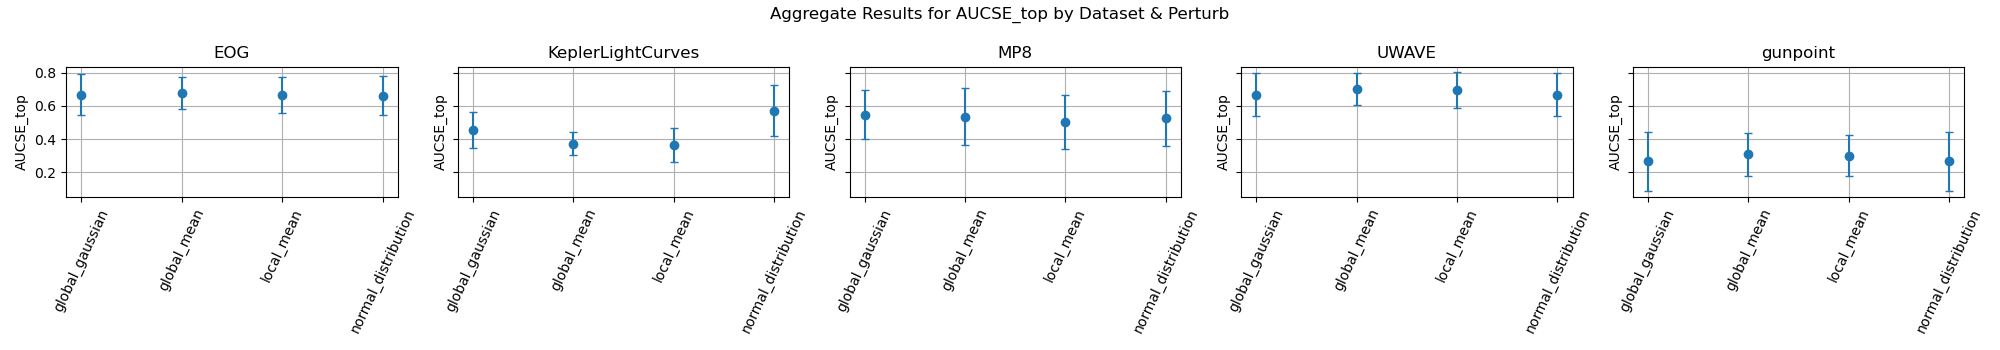 Aggregate Results for AUCSE_top by Dataset & Perturb
EOG
AUCSE_top
0.8
0.6
0.4
0.2
global_gaussian
global_mean
local_mean
normal_distribution
KeplerLightCurves
AUCSE_top
global_gaussian
global_mean
local_mean
normal_distribution
MP8
AUCSE_top
global_gaussian
global_mean
local_mean
normal_distribution
UWAVE
AUCSE_top
global_gaussian
global_mean
local_mean
normal_distribution
gunpoint
AUCSE_top
global_gaussian
global_mean
local_mean
normal_distribution